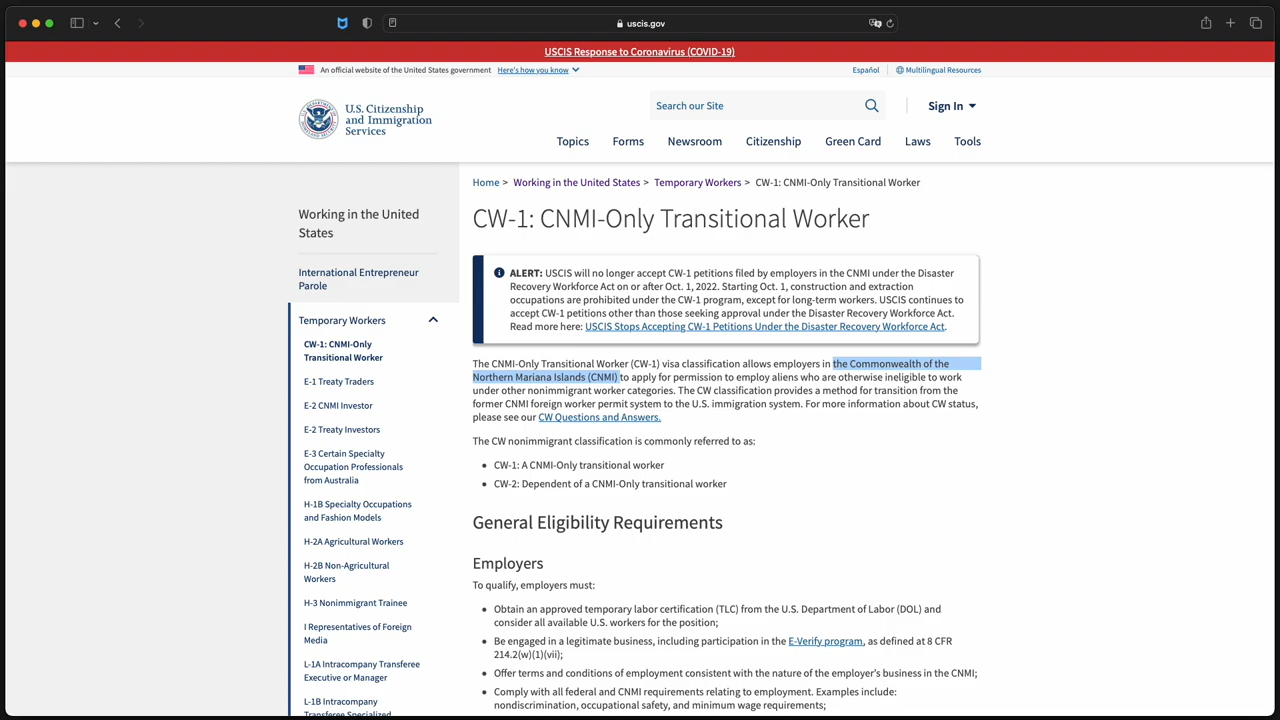 uscis.gov
USCIS Response to Coronavirus (COVID-19)
An official website of the United States government Here's how you know
Español Multilingual Resources
U.S. Citizenship
and Immigration
Services
Search our Site
Sign In
Topics Forms Newsroom Citizenship Green Card Laws Tools
Home > Working in the United States > Temporary Workers > CW-1: CNMI-Only Transitional Worker
Working in the United
States
International Entrepreneur
Parole
Temporary Workers
CW-1: CNMI-Only
Transitional Worker
E-1 Treaty Traders
E-2 CNMI Investor
E-2 Treaty Investors
E-3 Certain Specialty
Occupation Professionals
from Australia
H-1B Specialty Occupations
and Fashion Models
H-2A Agricultural Workers
H-2B Non-Agricultural
Workers
H-3 Nonimmigrant Trainee
I Representatives of Foreign
Media
L-1A Intracompany Transferee
Executive or Manager
L-1B Intracompany
Transferee Specialized
CW-1: CNMI-Only Transitional Worker
ALERT: USCIS will no longer accept CW-1 petitions filed by employers in the CNMI under the Disaster
Recovery Workforce Act on or after Oct. 1, 2022. Starting Oct. 1, construction and extraction
occupations are prohibited under the CW-1 program, except for long-term workers. USCIS continues to
accept CW-1 petitions other than those seeking approval under the Disaster Recovery Workforce Act.
Read more here: USCIS Stops Accepting CW-1 Petitions Under the Disaster Recovery Workforce Act.
The CNMI-Only Transitional Worker (CW-1) visa classification allows employers in the Commonwealth of the
Northern Mariana Islands (CNMI) to apply for permission to employ aliens who are otherwise ineligible to work
under other nonimmigrant worker categories. The CW classification provides a method for transition from the
former CNMI foreign worker permit system to the U.S. immigration system. For more information about CW status,
please see our CW Questions and Answers.
The CW nonimmigrant classification is commonly referred to as:
• CW-1: A CNMI-Only transitional worker
• CW-2: Dependent of a CNMI-Only transitional worker
General Eligibility Requirements
Employers
To qualify, employers must:
• Obtain an approved temporary labor certification (TLC) from the U.S. Department of Labor (DOL) and
consider all available U.S. workers for the position;
• Be engaged in a legitimate business, including participation in the E-Verify program, as defined at 8 CFR
214.2(w)(1)(vii);
• Offer terms and conditions of employment consistent with the nature of the employer's business in the CNMI;
• Comply with all federal and CNMI requirements relating to employment. Examples include:
nondiscrimination, occupational safety, and minimum wage requirements;